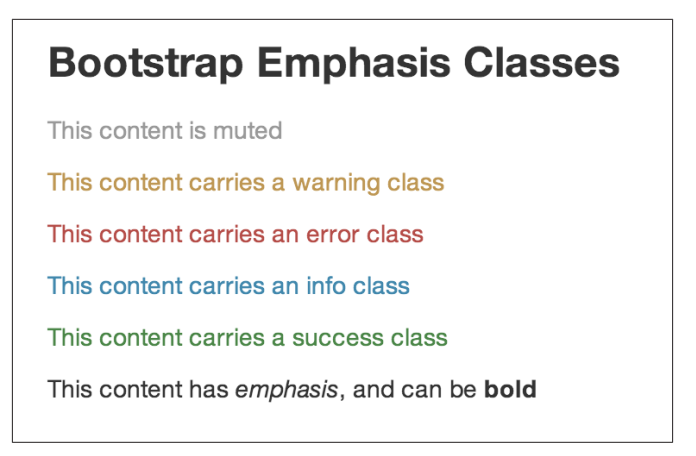 Bootstrap Emphasis Classes
This content is muted
This content carries a warning class
This content carries an error class
This content carries an info class
This content carries a success class
This content has emphasis, and can be bold